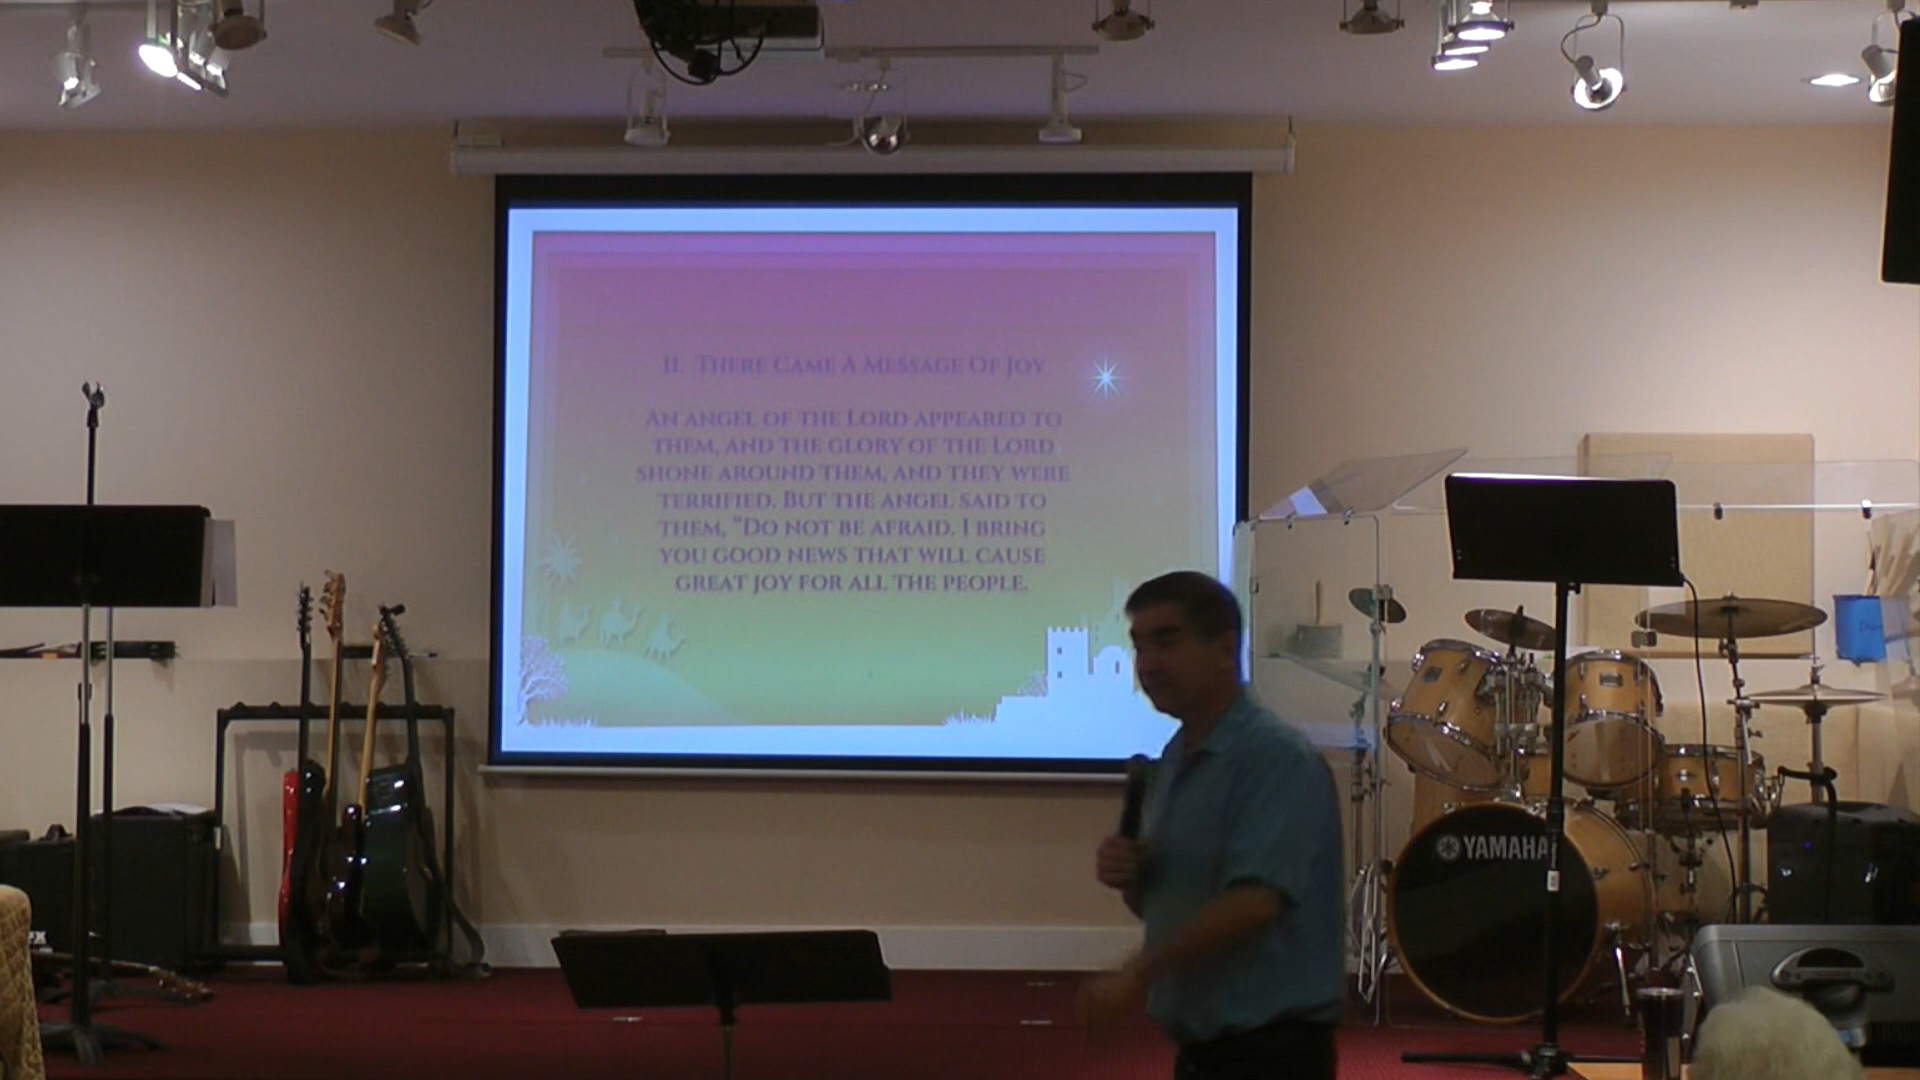 II. There Came A Message Of Joy
An angel of the Lord appeared to
them, and the glory of the Lord
shone around them, and they were
terrified. But the angel said to
them, "Do not be afraid. I bring
you good news that will cause
great joy for all the people.
YAMAHA